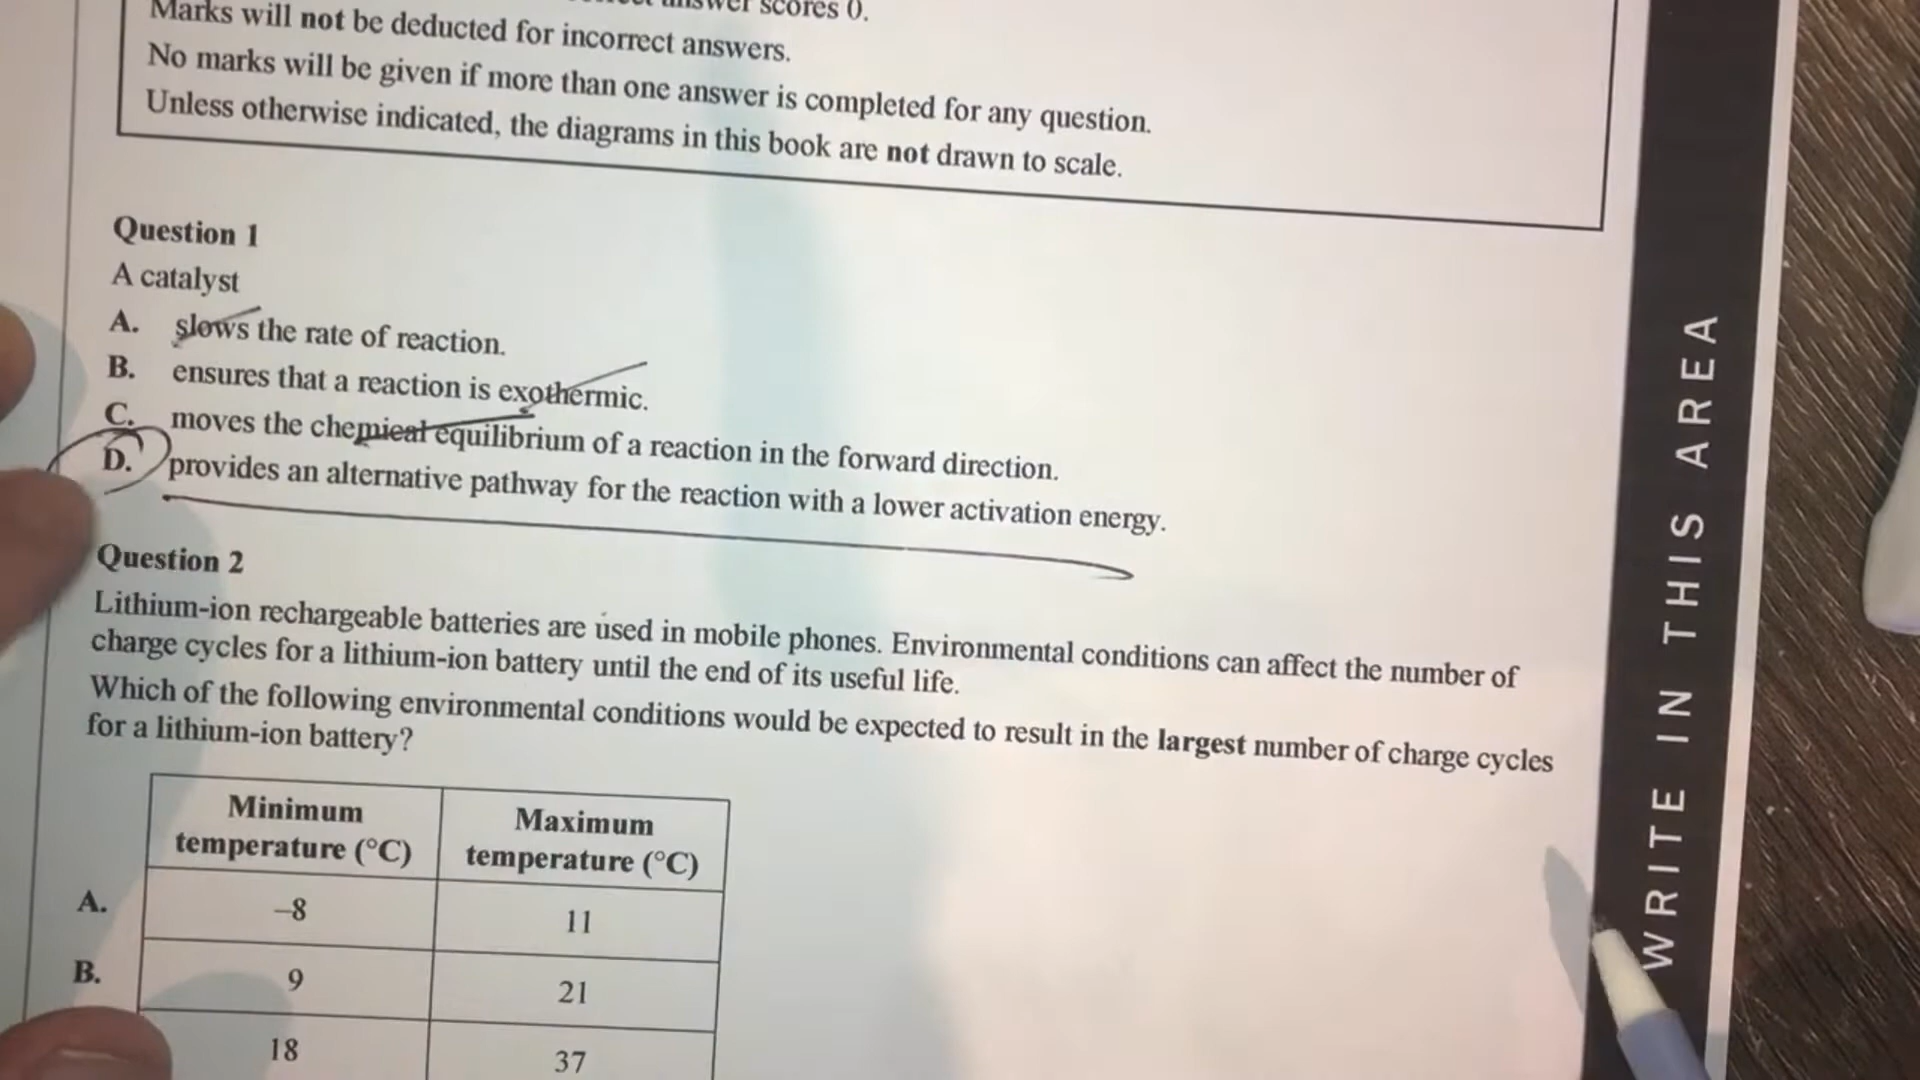 answer scores 0.
Marks will not be deducted for incorrect answers.
No marks will be given if more than one answer is completed for any question.
Unless otherwise indicated, the diagrams in this book are not drawn to scale.
Question 1
A catalyst
A. slows the rate of reaction.
B. ensures that a reaction is exothermic.
C. moves the chemical equilibrium of a reaction in the forward direction.
D. provides an alternative pathway for the reaction with a lower activation energy.
Question 2
Lithium-ion rechargeable batteries are used in mobile phones. Environmental conditions can affect the number of
charge cycles for a lithium-ion battery until the end of its useful life.
Which of the following environmental conditions would be expected to result in the largest number of charge cycles
for a lithium-ion battery?
Minimum temperature (°C) Maximum temperature (°C)
A. –8 11
B. 9 21
18 37
WRITE IN THIS AREA